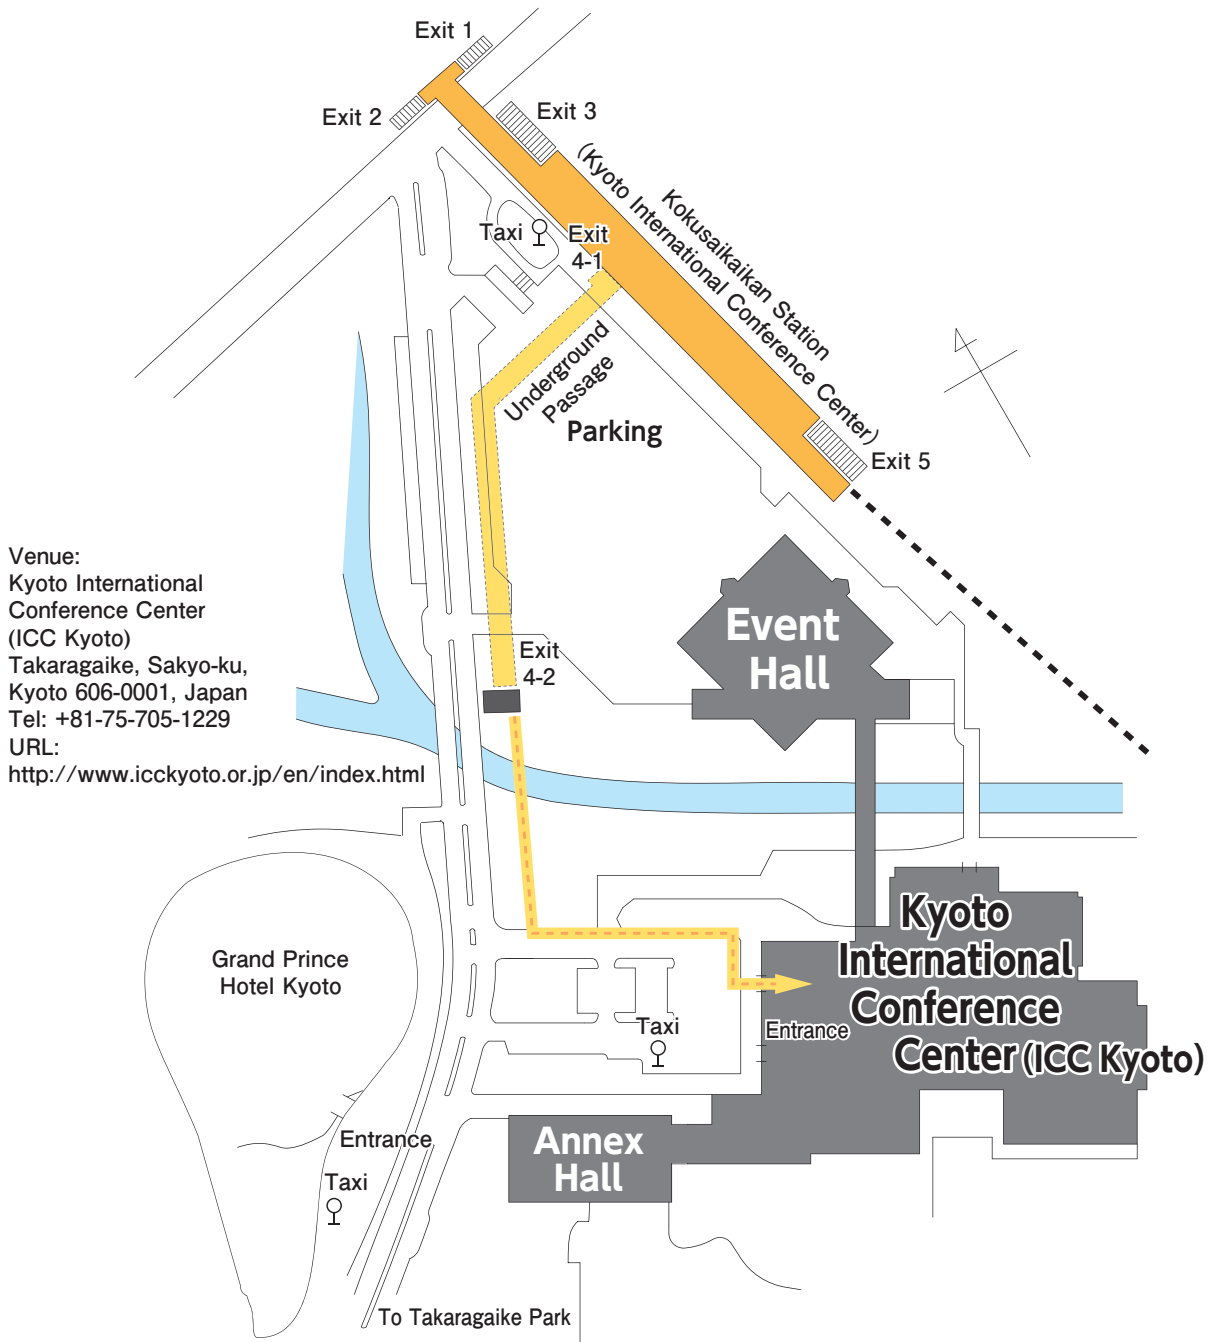 Exit 1
Exit 2
Exit 3
Kokusaikaikan Station
(Kyoto International Conference Center)
Taxi
Exit
4-1
Underground
Passage
Parking
Exit 5
Venue:
Kyoto International
Conference Center
(ICC Kyoto)
Takaragaike, Sakyo-ku,
Kyoto 606-0001, Japan
Tel: +81-75-705-1229
URL:
http://www.icckyoto.or.jp/en/index.html
Event
Hall
Exit
4-2
Kyoto
International
Conference
Center (ICC Kyoto)
Grand Prince
Hotel Kyoto
Taxi
Entrance
Annex
Hall
Entrance
Taxi
To Takaragaike Park